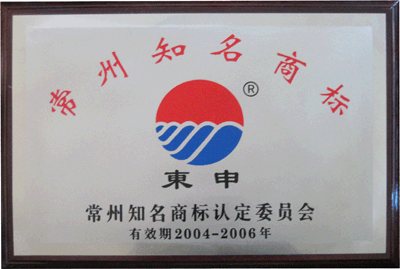 常州知名商标
®
東申
常州知名商标认定委员会
有效期2004-2006年